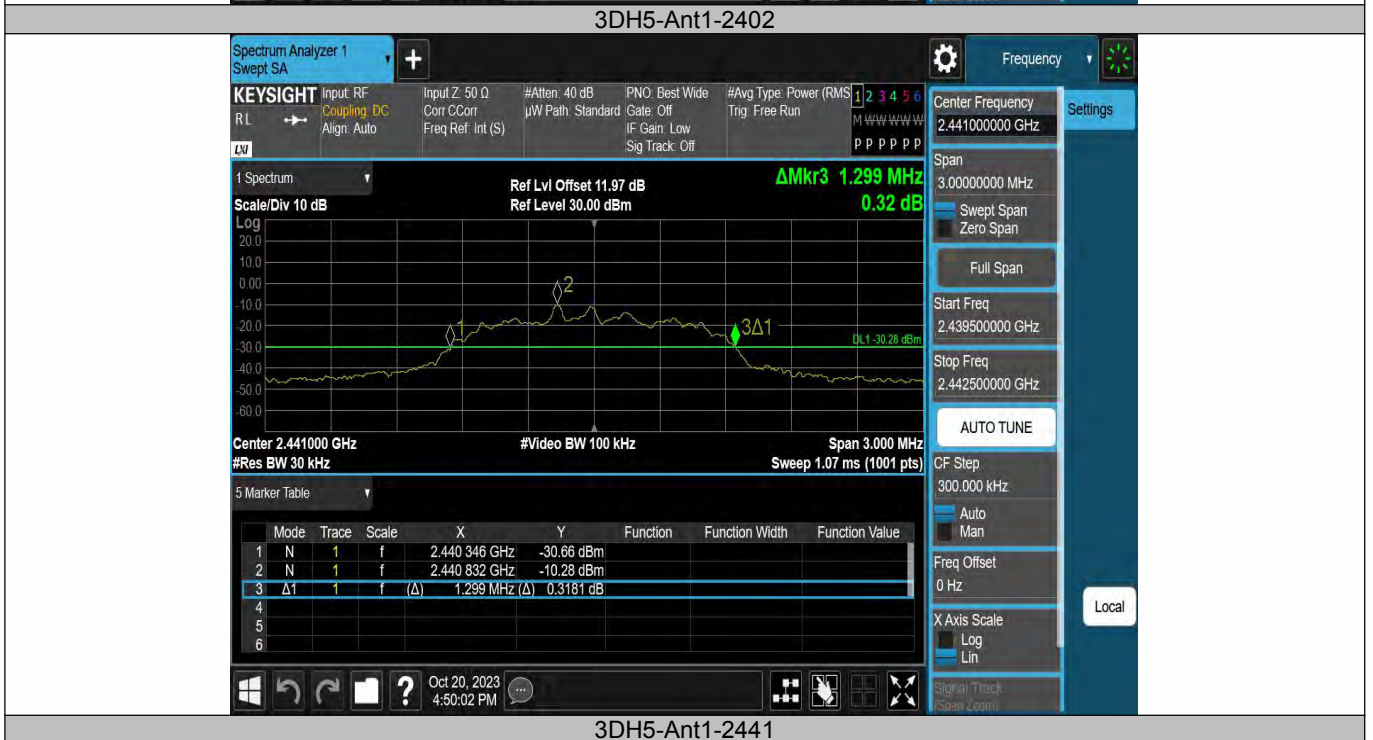 3DH5-Ant1-2402
Spectrum Analyzer 1
Swept SA
+
Frequency
KEYSIGHT
RL
LXI
Input: RF
Coupling: DC
Align: Auto
Input Z: 50 Ω
Corr CCorr
Freq Ref: Int (S)
#Atten: 40 dB
µW Path: Standard
PNO: Best Wide
Gate: Off
IF Gain: Low
Sig Track: Off
#Avg Type: Power (RMS
Trig: Free Run
1 2 3 4 5 6
M W W W W W
P P P P P P
Center Frequency
2.441000000 GHz
Settings
Span
3.00000000 MHz
Swept Span
Zero Span
Full Span
Start Freq
2.439500000 GHz
Stop Freq
2.442500000 GHz
AUTO TUNE
CF Step
300.000 kHz
Auto
Man
Freq Offset
0 Hz
X Axis Scale
Log
Lin
Signal Track
(Span Zoom)
Local
1 Spectrum
Scale/Div 10 dB
Ref Lvl Offset 11.97 dB
Ref Level 30.00 dBm
ΔMkr3 1.299 MHz
0.32 dB
Log
20.0
10.0
0.00
-10.0
-20.0
-30.0
-40.0
-50.0
-60.0
1
2
3Δ1
DL1 -30.28 dBm
Center 2.441000 GHz
#Video BW 100 kHz
Span 3.000 MHz
#Res BW 30 kHz
Sweep 1.07 ms (1001 pts)
5 Marker Table
Mode Trace Scale X Y Function Function Width Function Value
1 N 1 f 2.440 346 GHz -30.66 dBm
2 N 1 f 2.440 832 GHz -10.28 dBm
3 Δ1 1 f (Δ) 1.299 MHz (Δ) 0.3181 dB
4
5
6
?
Oct 20, 2023
4:50:02 PM
3DH5-Ant1-2441